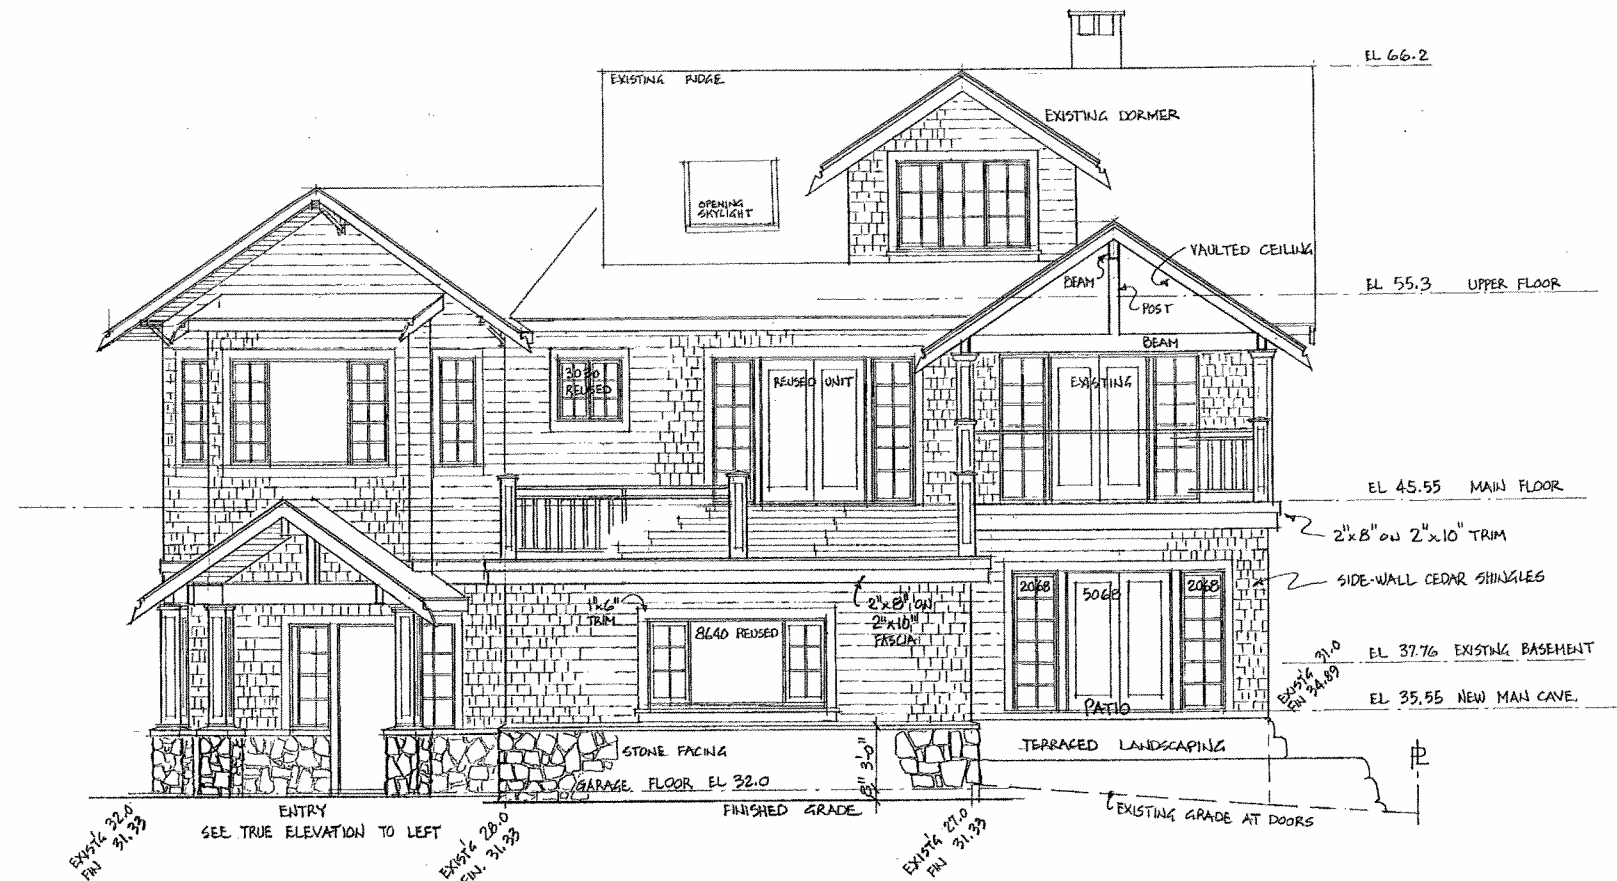 EL 66.2
EXISTING RIDGE
EXISTING DORMER
OPENING
SKYLIGHT
VAULTED CEILING
BEAM
POST
EL 55.3 UPPER FLOOR
BEAM
3030
REUSED
REUSED UNIT
EXISTING
EL 45.55 MAIN FLOOR
2"x8" ON 2"x10" TRIM
SIDE-WALL CEDAR SHINGLES
2068
5068
2068
1"x6"
TRIM
2"x8" ON
2"x10"
FASCIA
8640 REUSED
EL 37.76 EXISTING BASEMENT
EXIST'G 31.0
FIN 34.89
EL 35.55 NEW MAN CAVE.
PATIO
STONE FACING
TERRACED LANDSCAPING
GARAGE FLOOR EL 32.0
8" 3'-0"
PL
ENTRY
SEE TRUE ELEVATION TO LEFT
FINISHED GRADE
EXISTING GRADE AT DOORS
EXIST'G 32.0
FIN 31.33
EXIST'G 28.0
FIN. 31.33
EXIST'G 27.0
FIN 31.33